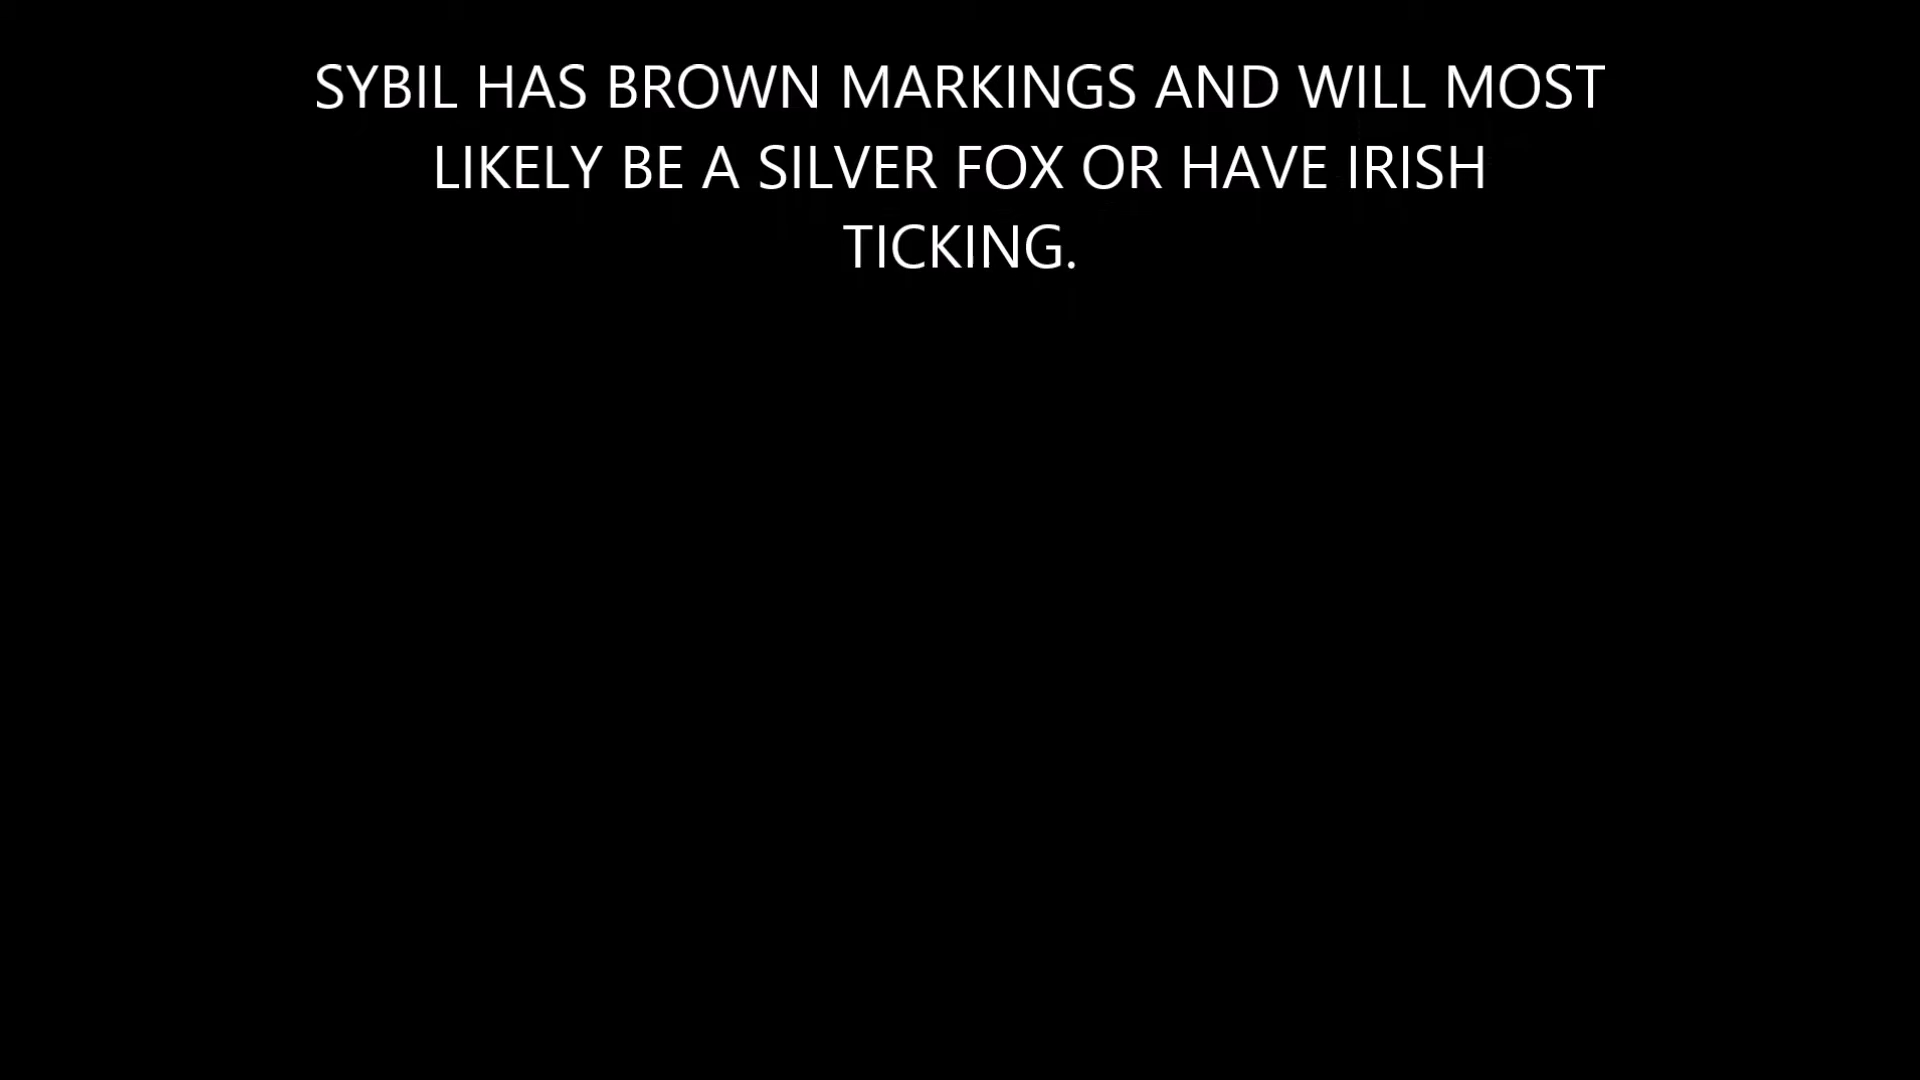 SYBIL HAS BROWN MARKINGS AND WILL MOST
LIKELY BE A SILVER FOX OR HAVE IRISH
TICKING.